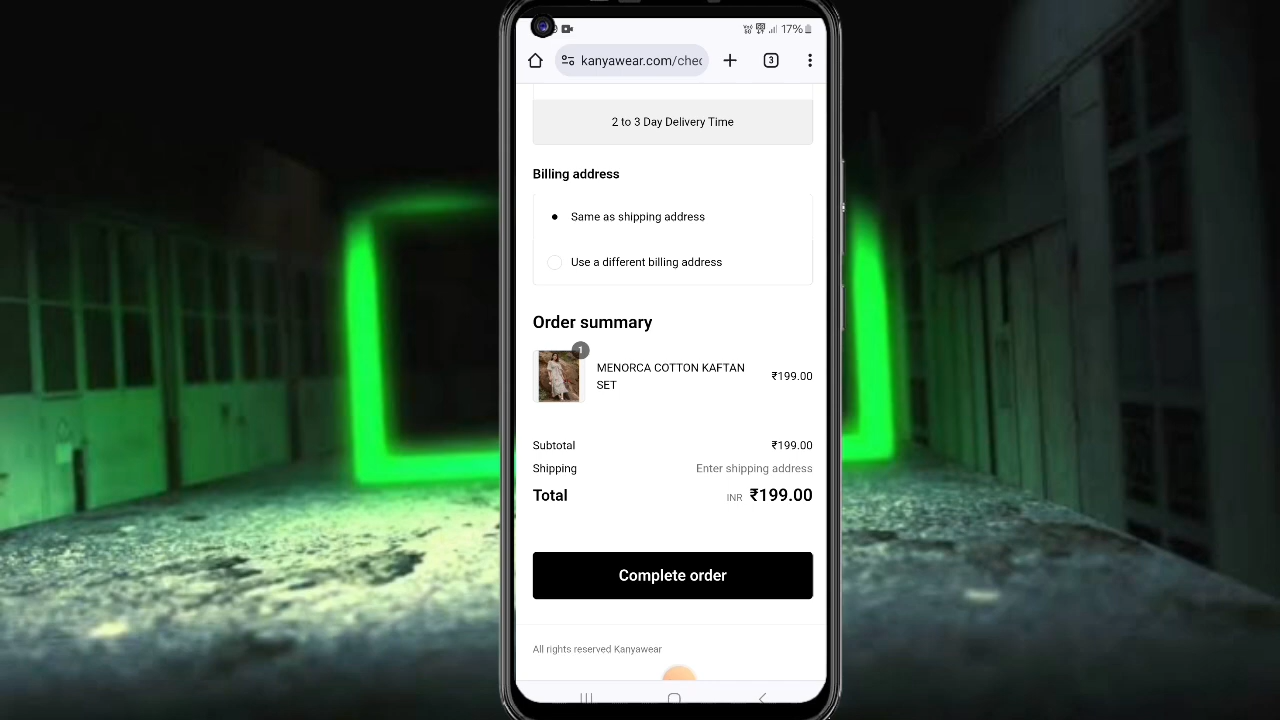 17%
kanyawear.com/chec
3
2 to 3 Day Delivery Time
Billing address
Same as shipping address
Use a different billing address
Order summary
1
MENORCA COTTON KAFTAN
SET
₹199.00
Subtotal ₹199.00
Shipping Enter shipping address
Total INR ₹199.00
Complete order
All rights reserved Kanyawear